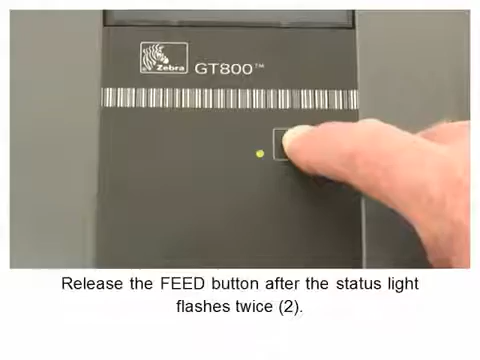 Zebra
GT800™
Release the FEED button after the status light
flashes twice (2).